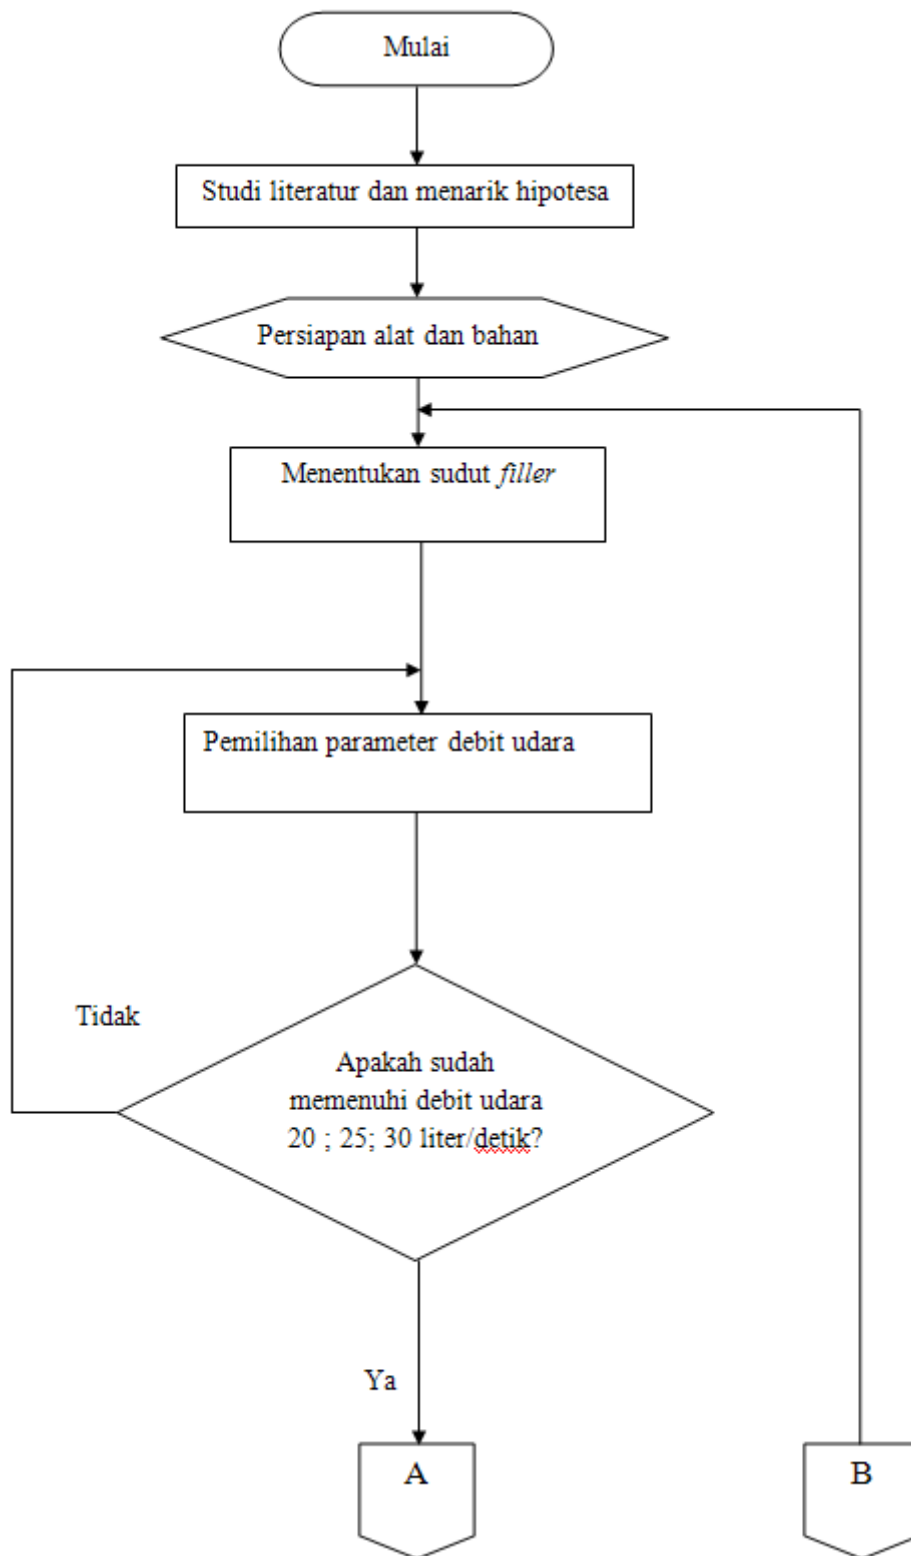 Mulai
Studi literatur dan menarik hipotesa
Persiapan alat dan bahan
Menentukan sudut filler
Pemilihan parameter debit udara
Tidak
Apakah sudah
memenuhi debit udara
20 ; 25; 30 liter/detik?
Ya
A
B